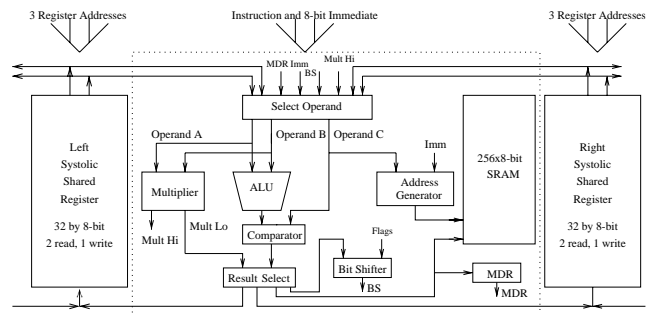 3 Register Addresses
Instruction and 8-bit Immediate
3 Register Addresses
MDR Imm
BS
Mult Hi
Select Operand
Left
Systolic
Shared
Register
32 by 8-bit
2 read, 1 write
Operand A
Operand B
Operand C
Imm
256x8-bit
SRAM
Right
Systolic
Shared
Register
32 by 8-bit
2 read, 1 write
Multiplier
ALU
Address
Generator
Mult Hi
Mult Lo
Comparator
Flags
Result Select
Bit Shifter
BS
MDR
MDR